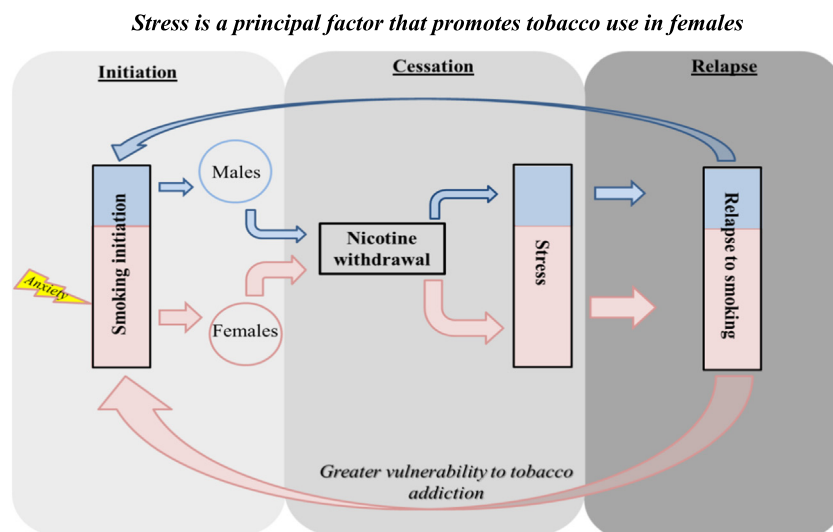 Stress is a principal factor that promotes tobacco use in females
Initiation
Cessation
Relapse
Smoking initiation
Anxiety
Males
Females
Nicotine
withdrawal
Stress
Relapse to smoking
Greater vulnerability to tobacco
addiction